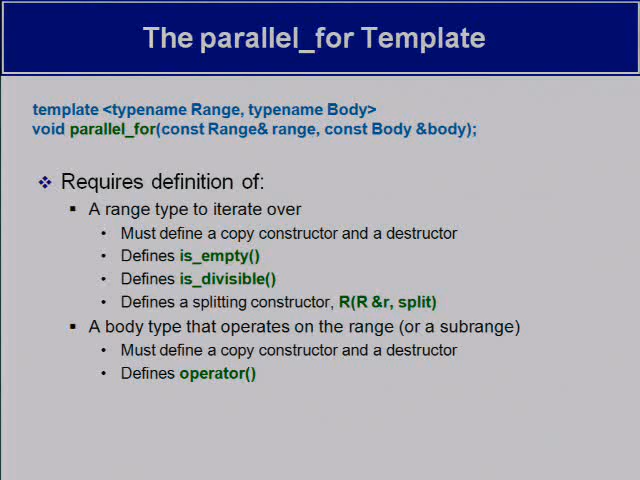 The parallel_for Template
template <typename Range, typename Body>
void parallel_for(const Range& range, const Body &body);
❖ Requires definition of:
▪ A range type to iterate over
• Must define a copy constructor and a destructor
• Defines is_empty()
• Defines is_divisible()
• Defines a splitting constructor, R(R &r, split)
▪ A body type that operates on the range (or a subrange)
• Must define a copy constructor and a destructor
• Defines operator()